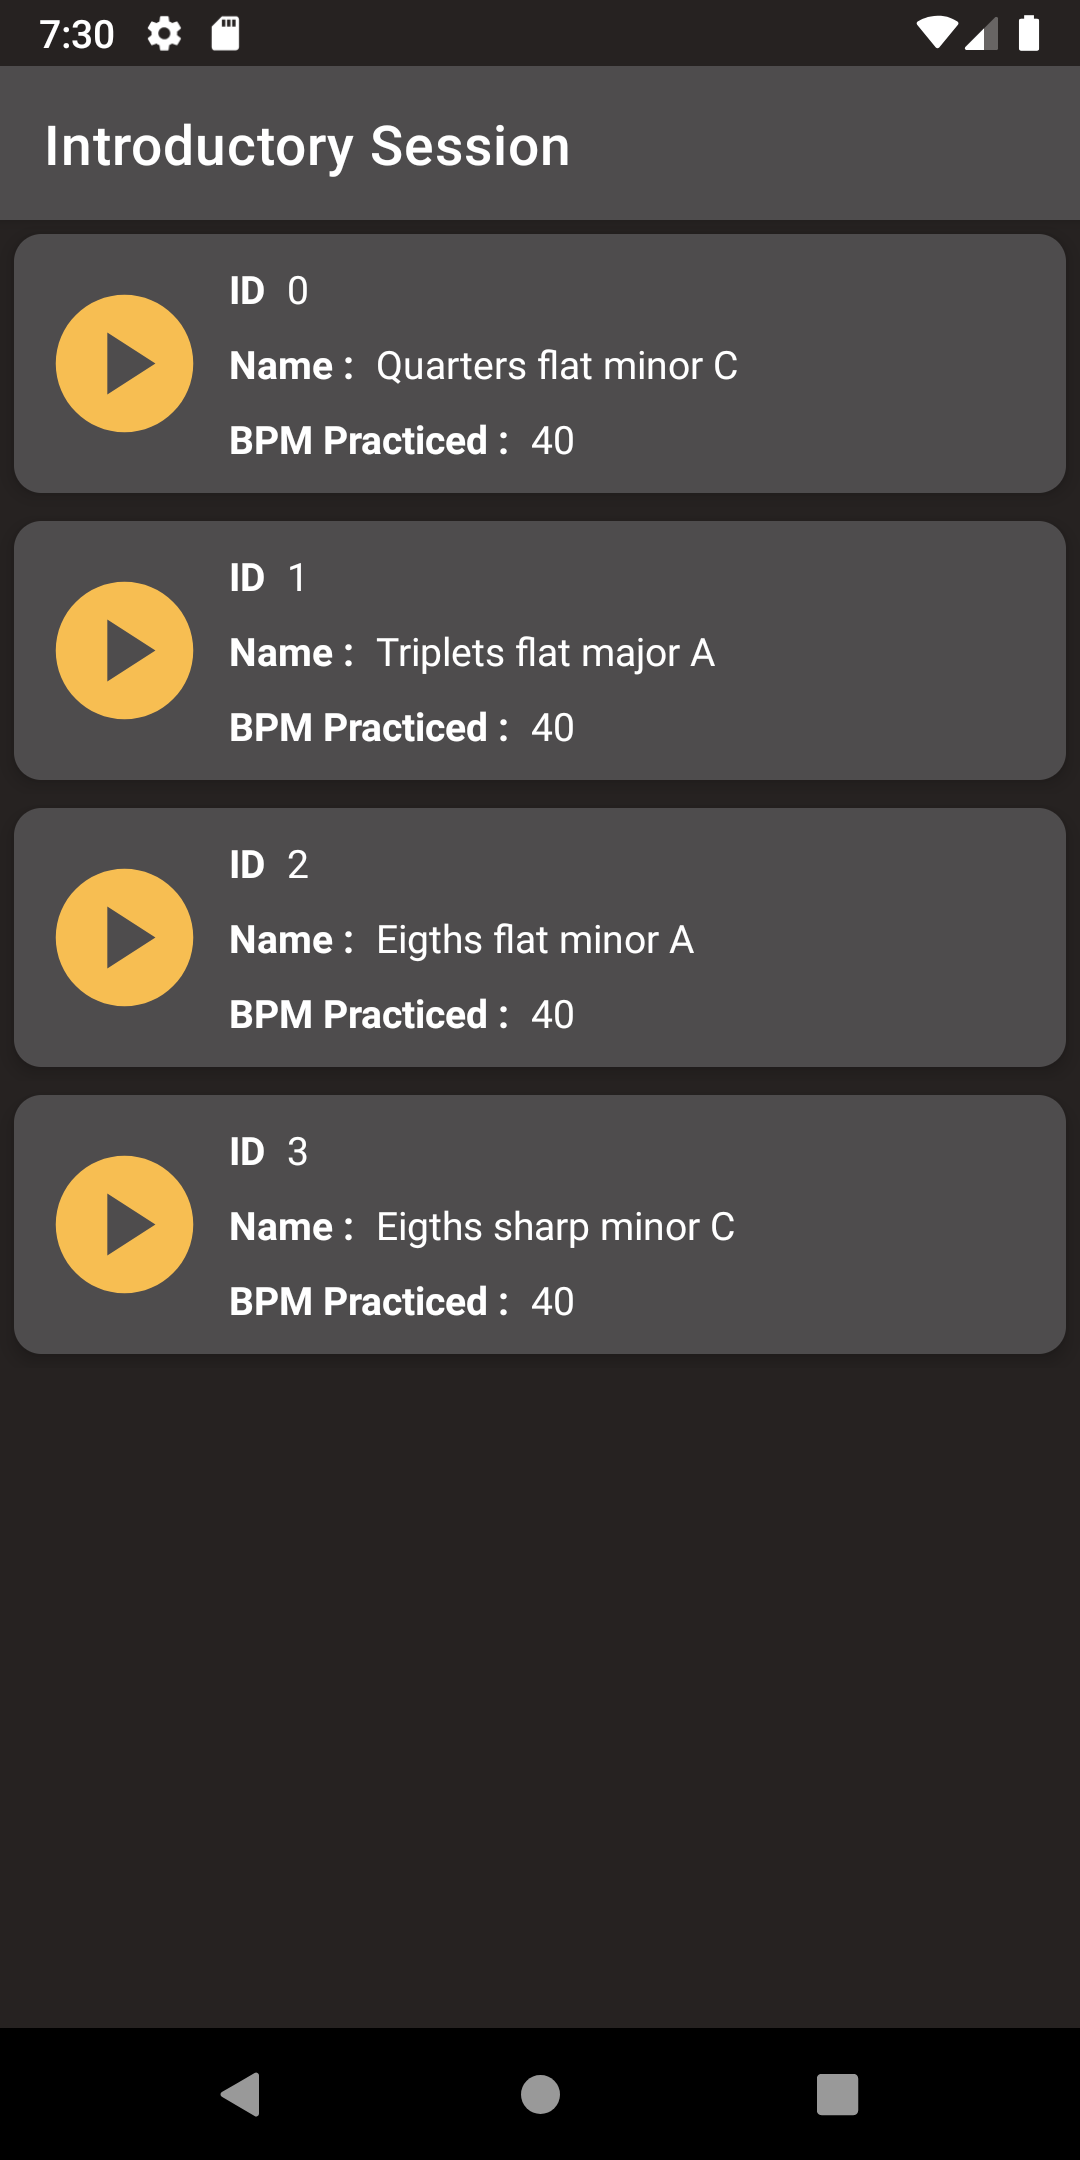 7:30
Introductory Session
ID 0
Name : Quarters flat minor C
BPM Practiced : 40
ID 1
Name : Triplets flat major A
BPM Practiced : 40
ID 2
Name : Eigths flat minor A
BPM Practiced : 40
ID 3
Name : Eigths sharp minor C
BPM Practiced : 40